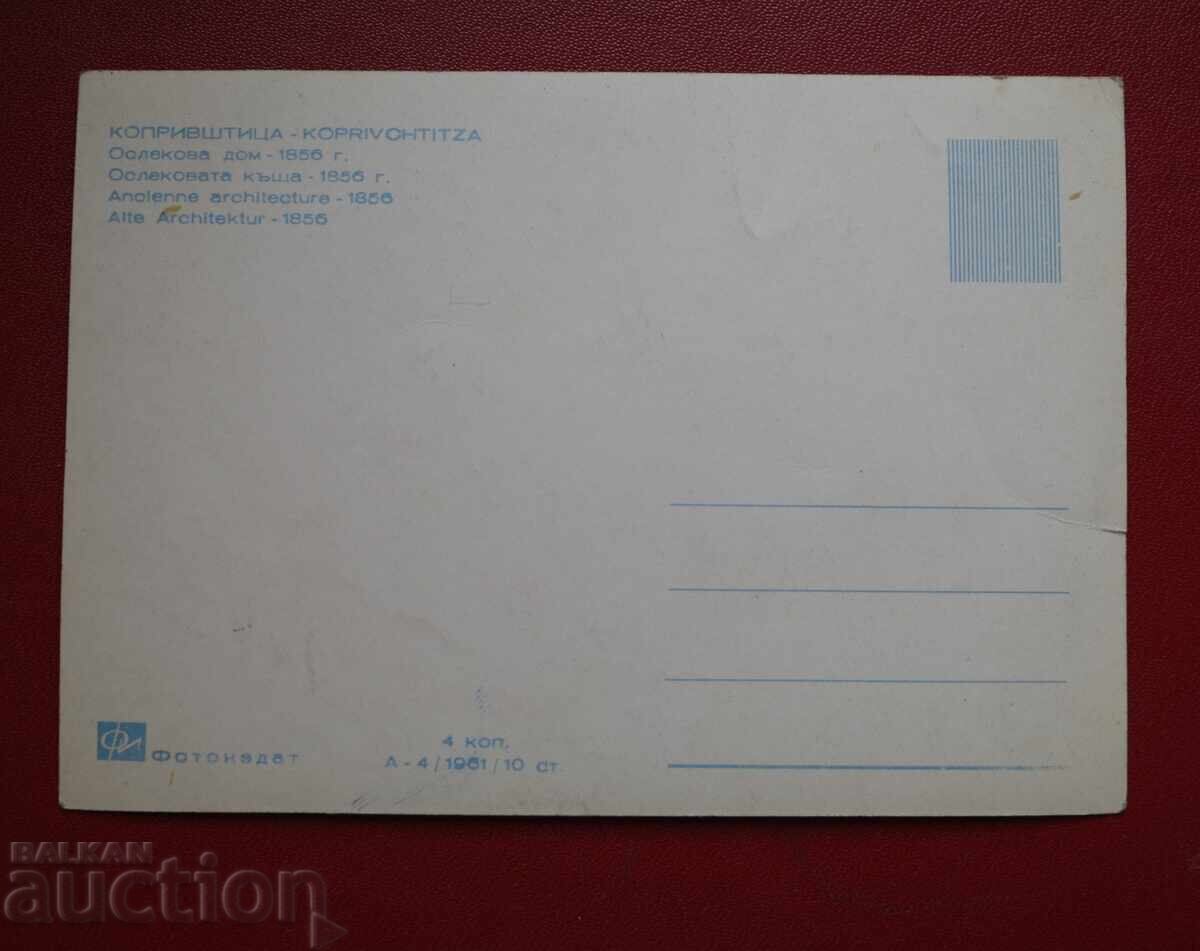 КОПРИВШТИЦА - KOPRIVCHTITZA
Ослекова дом - 1856 г.
Ослековата къща - 1856 г.
Ancienne architecture - 1856
Alte Architektur - 1856
Фотоиздат
4 коп.
А - 4/1961/10 ст.
BALKAN
auction